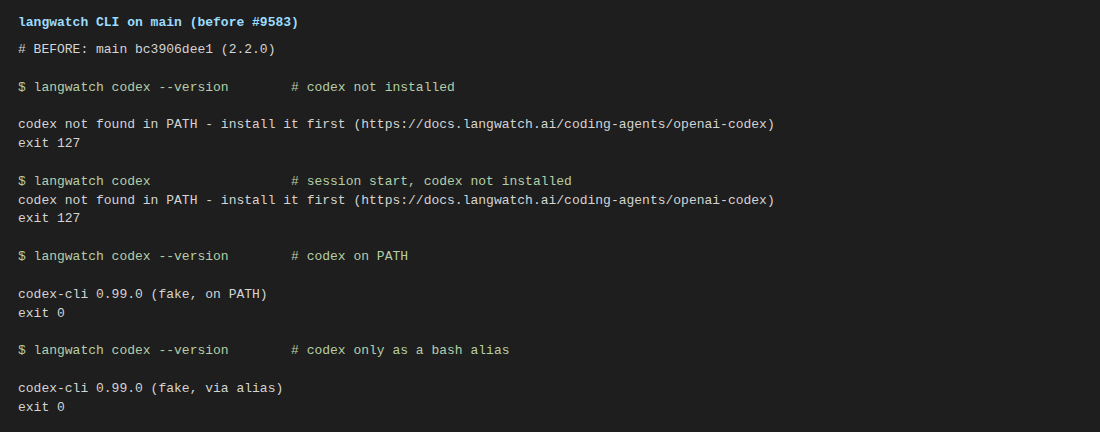 langwatch CLI on main (before #9583)
# BEFORE: main bc3906dee1 (2.2.0)
$ langwatch codex --version        # codex not installed
codex not found in PATH - install it first (https://docs.langwatch.ai/coding-agents/openai-codex)
exit 127
$ langwatch codex                  # session start, codex not installed
codex not found in PATH - install it first (https://docs.langwatch.ai/coding-agents/openai-codex)
exit 127
$ langwatch codex --version        # codex on PATH
codex-cli 0.99.0 (fake, on PATH)
exit 0
$ langwatch codex --version        # codex only as a bash alias
codex-cli 0.99.0 (fake, via alias)
exit 0